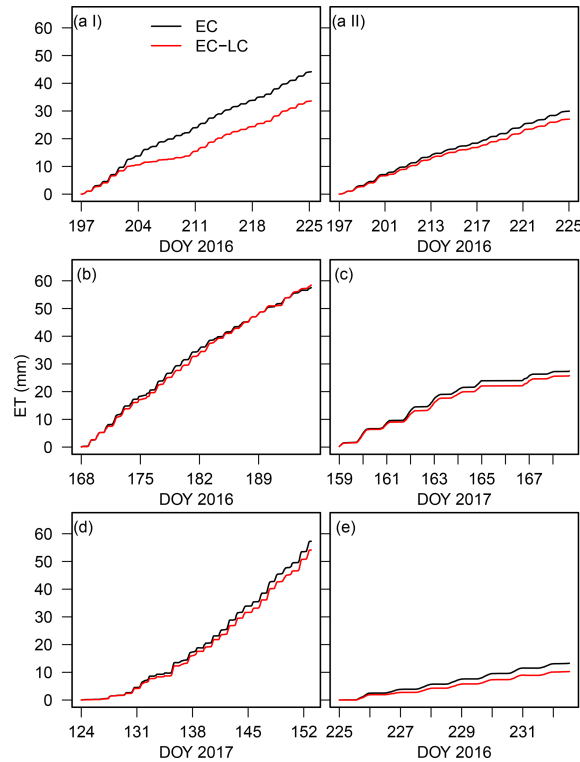 (a I)
EC
EC−LC
60
50
40
30
20
10
0
197 204 211 218 225
DOY 2016
(a II)
197 201 213 217 221 225
DOY 2016
(b)
60
50
40
30
20
10
0
168 175 182 189
DOY 2016
(c)
159 161 163 165 167
DOY 2017
ET (mm)
(d)
60
50
40
30
20
10
0
124 131 138 145 152
DOY 2017
(e)
225 227 229 231
DOY 2016